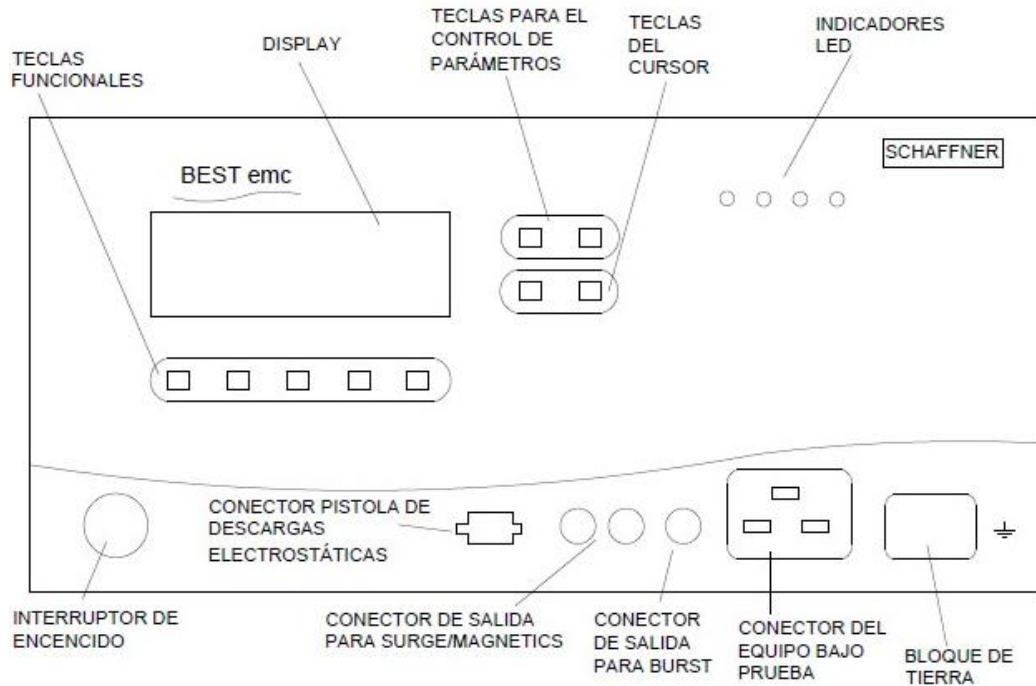 TECLAS
FUNCIONALES
DISPLAY
TECLAS PARA EL
CONTROL DE
PARÁMETROS
TECLAS
DEL
CURSOR
INDICADORES
LED
SCHAFFNER
BEST emc
CONECTOR PISTOLA DE
DESCARGAS
ELECTROSTÁTICAS
INTERRUPTOR DE
ENCENCIDO
CONECTOR DE SALIDA
PARA SURGE/MAGNETICS
CONECTOR
DE SALIDA
PARA BURST
CONECTOR DEL
EQUIPO BAJO
PRUEBA
BLOQUE DE
TIERRA